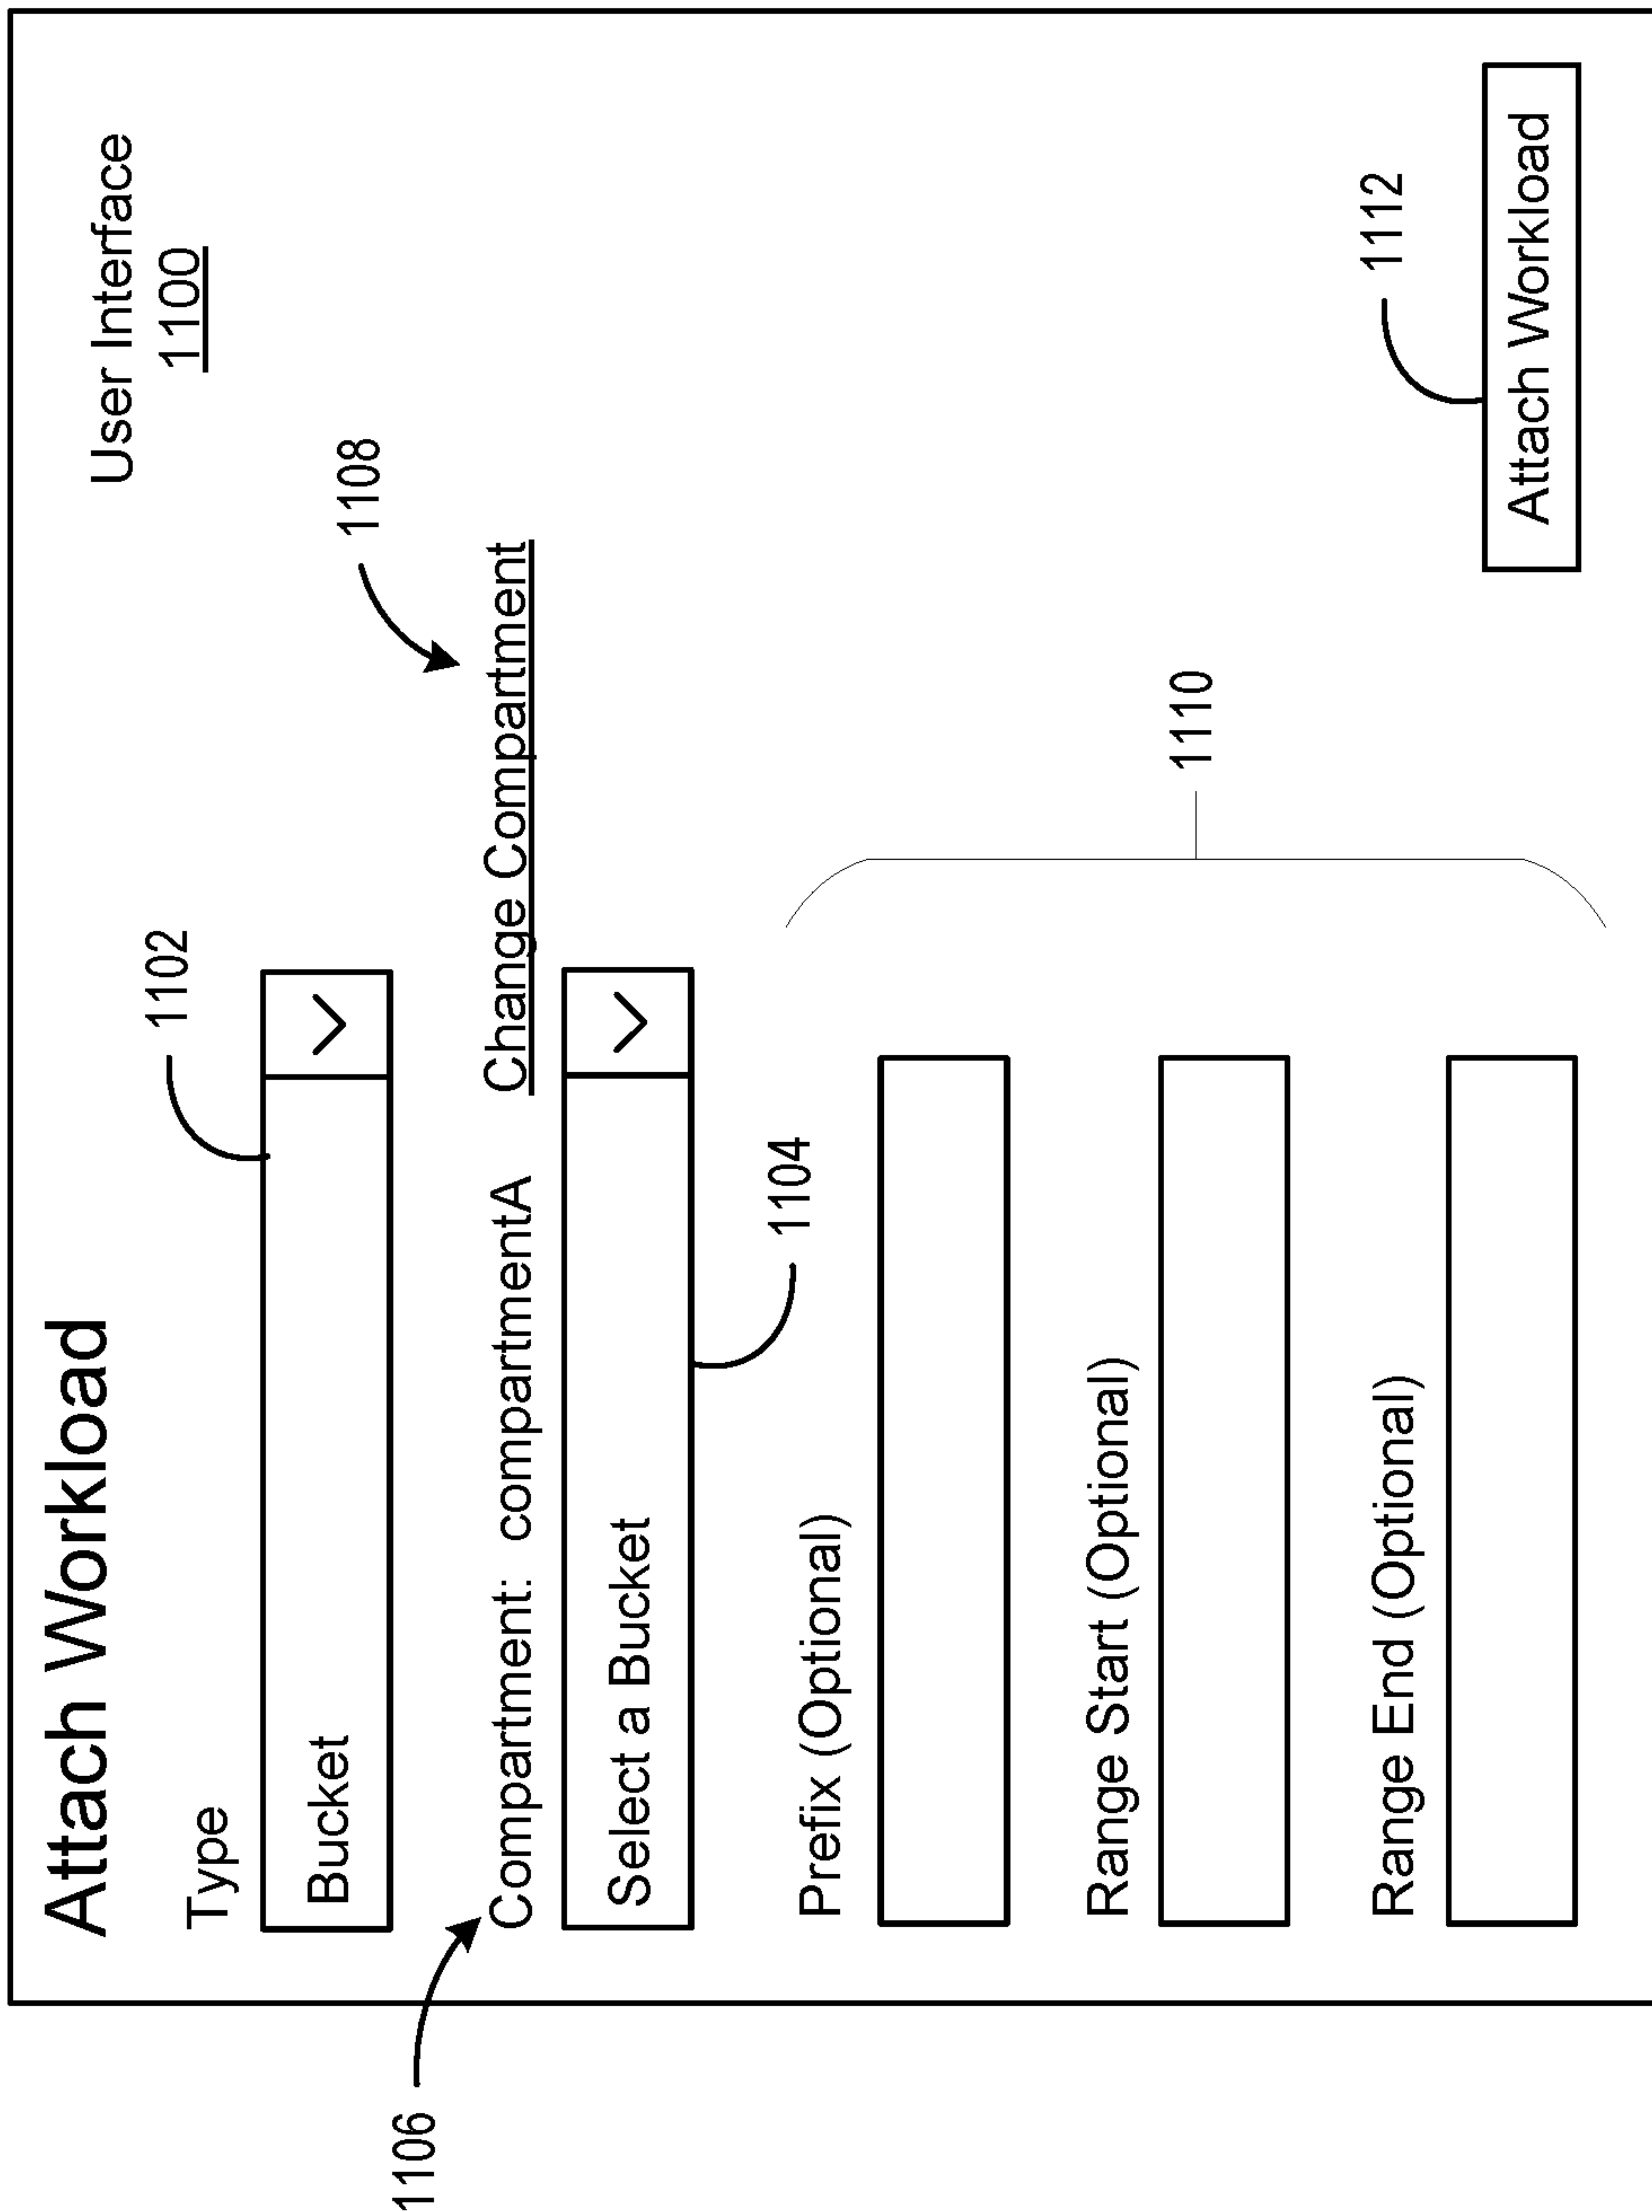 Attach Workload
User Interface
1100
Type
1102
Bucket
1106
1108
Compartment: compartmentA Change Compartment
Select a Bucket
1104
Prefix (Optional)
1110
Range Start (Optional)
Range End (Optional)
1112
Attach Workload